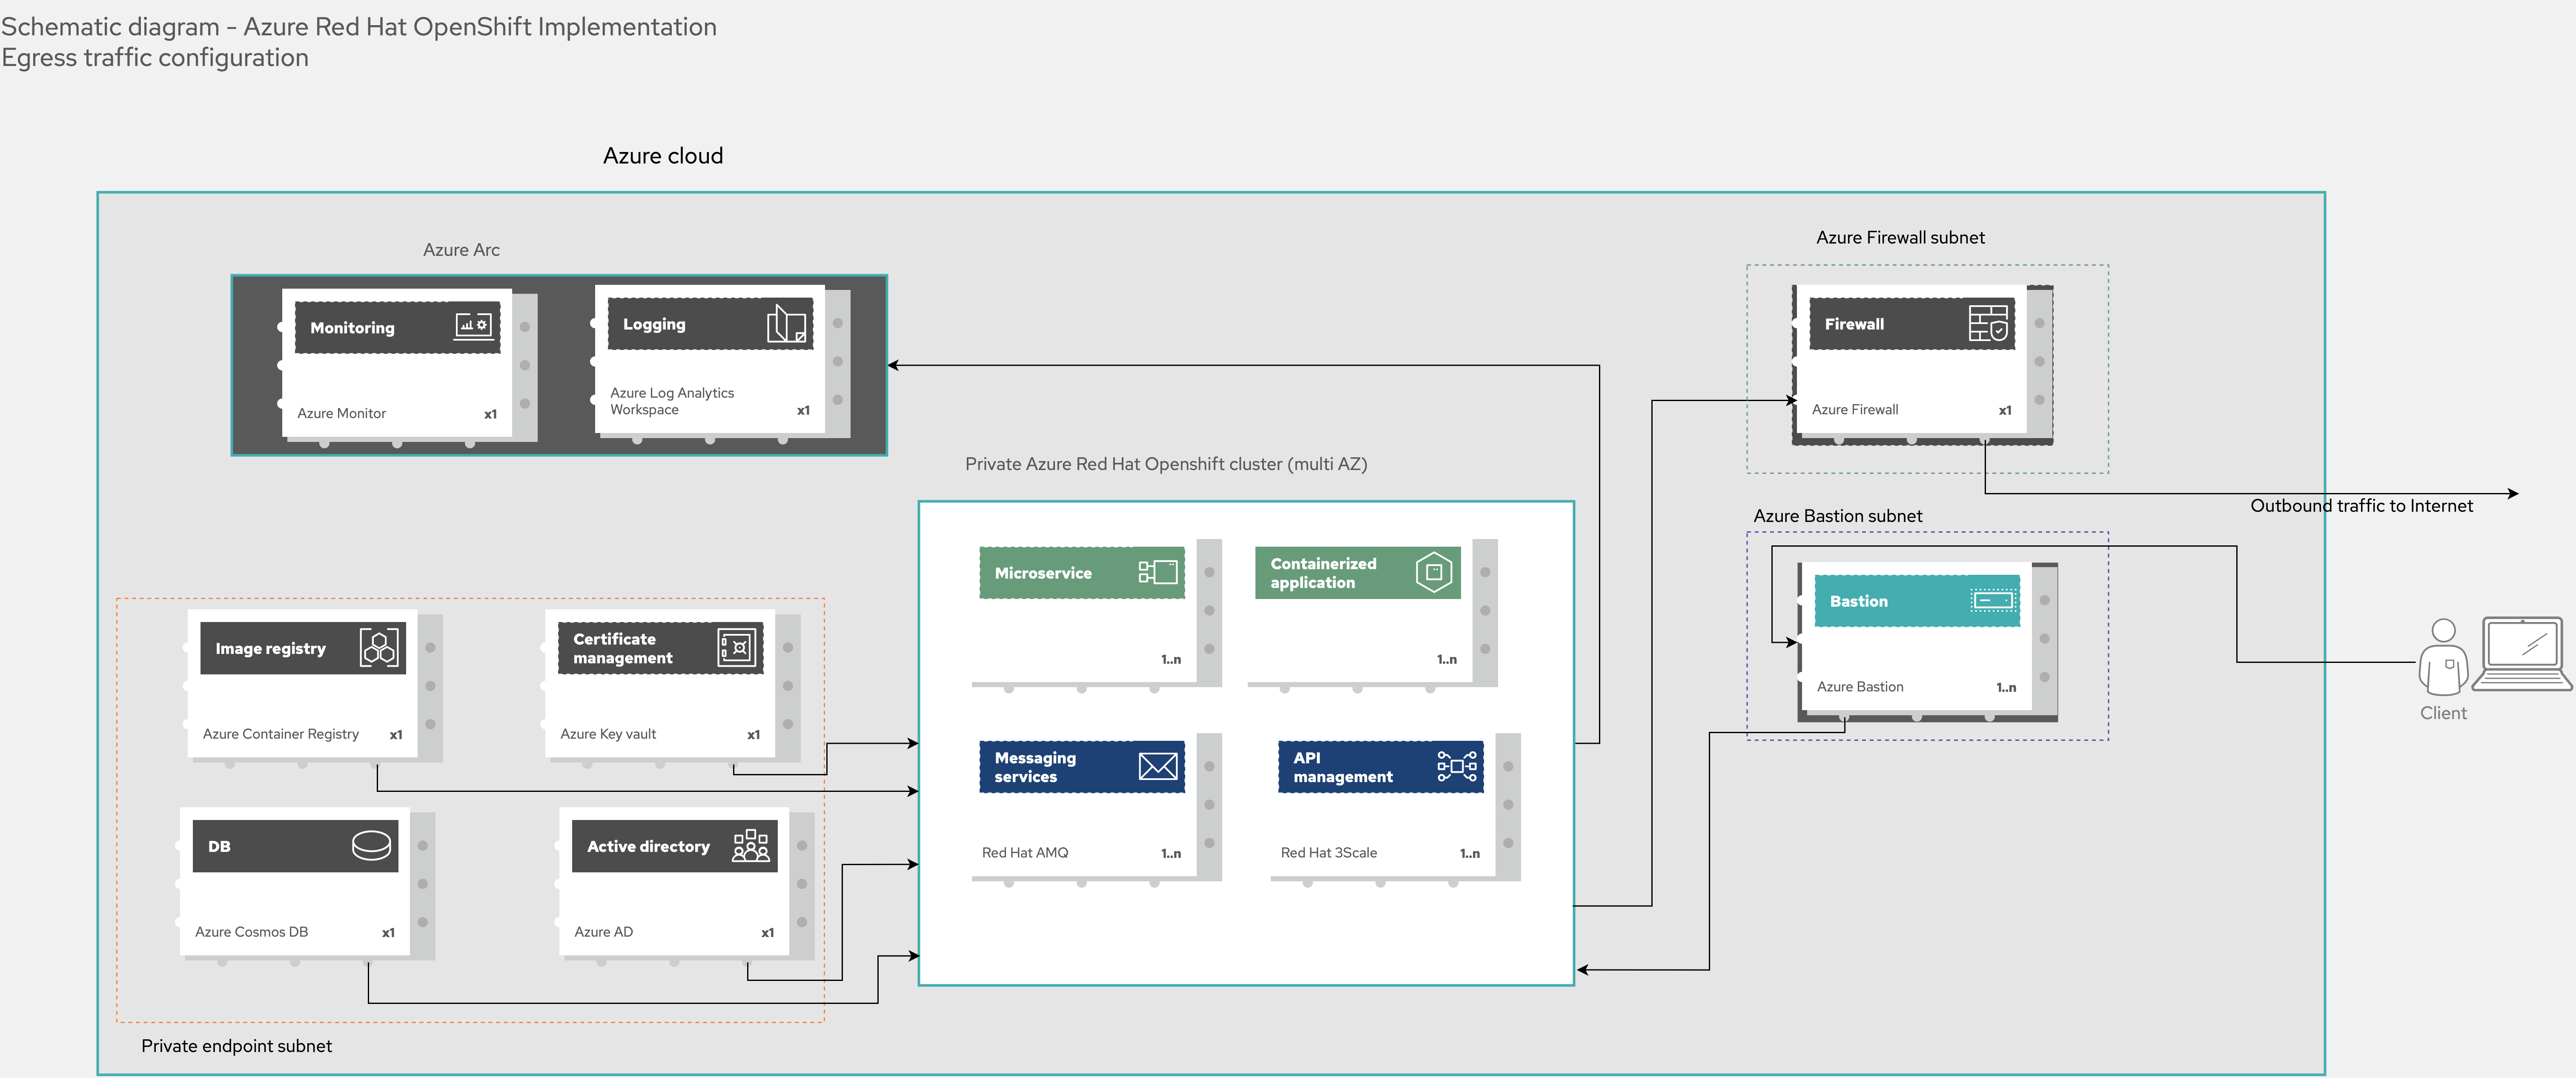 Schematic diagram - Azure Red Hat OpenShift Implementation
Egress traffic configuration
Azure cloud
Azure Arc
Monitoring
Azure Monitor
x1
Logging
Azure Log Analytics
Workspace
x1
Azure Firewall subnet
Firewall
Azure Firewall
x1
Outbound traffic to Internet
Private Azure Red Hat Openshift cluster (multi AZ)
Microservice
1..n
Containerized
application
1..n
Messaging
services
Red Hat AMQ
1..n
API
management
Red Hat 3Scale
1..n
Azure Bastion subnet
Bastion
Azure Bastion
1..n
Client
Image registry
Azure Container Registry
x1
Certificate
management
Azure Key vault
x1
DB
Azure Cosmos DB
x1
Active directory
Azure AD
x1
Private endpoint subnet